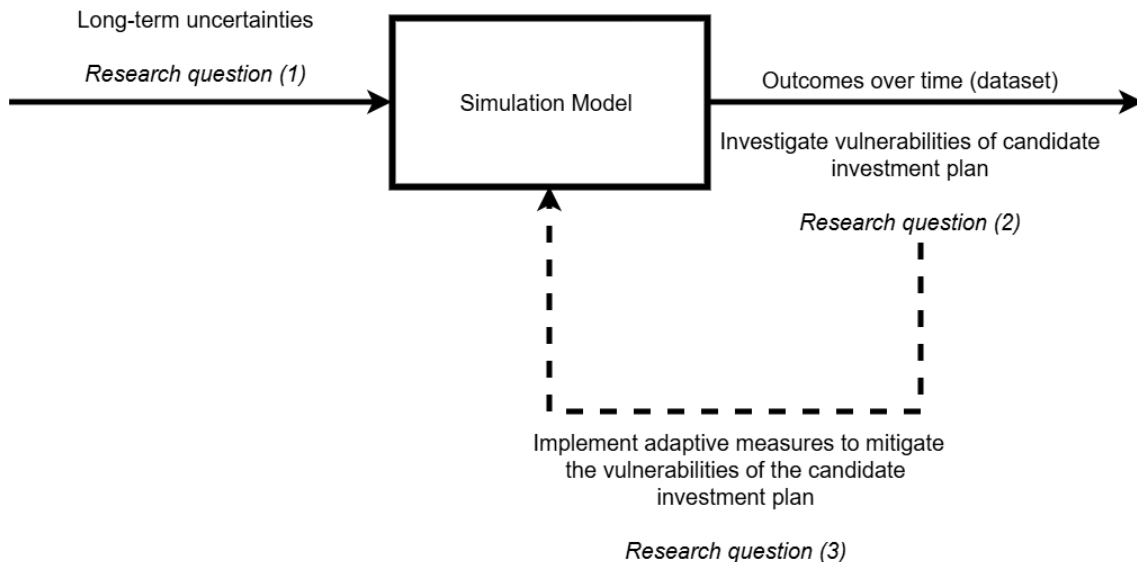 Long-term uncertainties
Research question (1)
Simulation Model
Outcomes over time (dataset)
Investigate vulnerabilities of candidate
investment plan
Research question (2)
Implement adaptive measures to mitigate
the vulnerabilities of the candidate
investment plan
Research question (3)